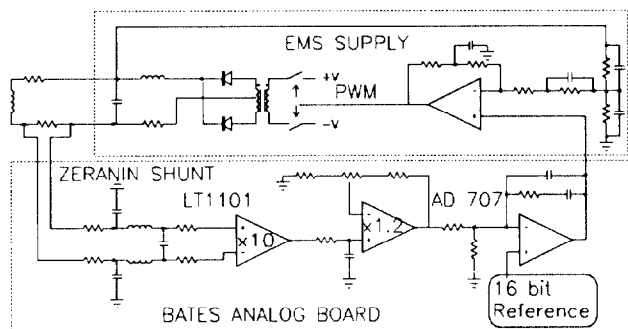 EMS SUPPLY
+V
PWM
-V
ZERANIN SHUNT
LT1101
AD 707
x10
x1.2
16 bit
Reference
BATES ANALOG BOARD